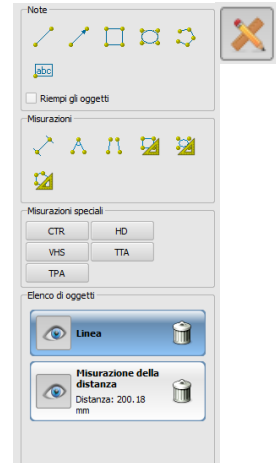 Note
abc
Riempi gli oggetti
Misurazioni
Misurazioni speciali
CTR HD
VHS TTA
TPA
Elenco di oggetti
Linea
Misurazione della
distanza
Distanza: 200.18
mm